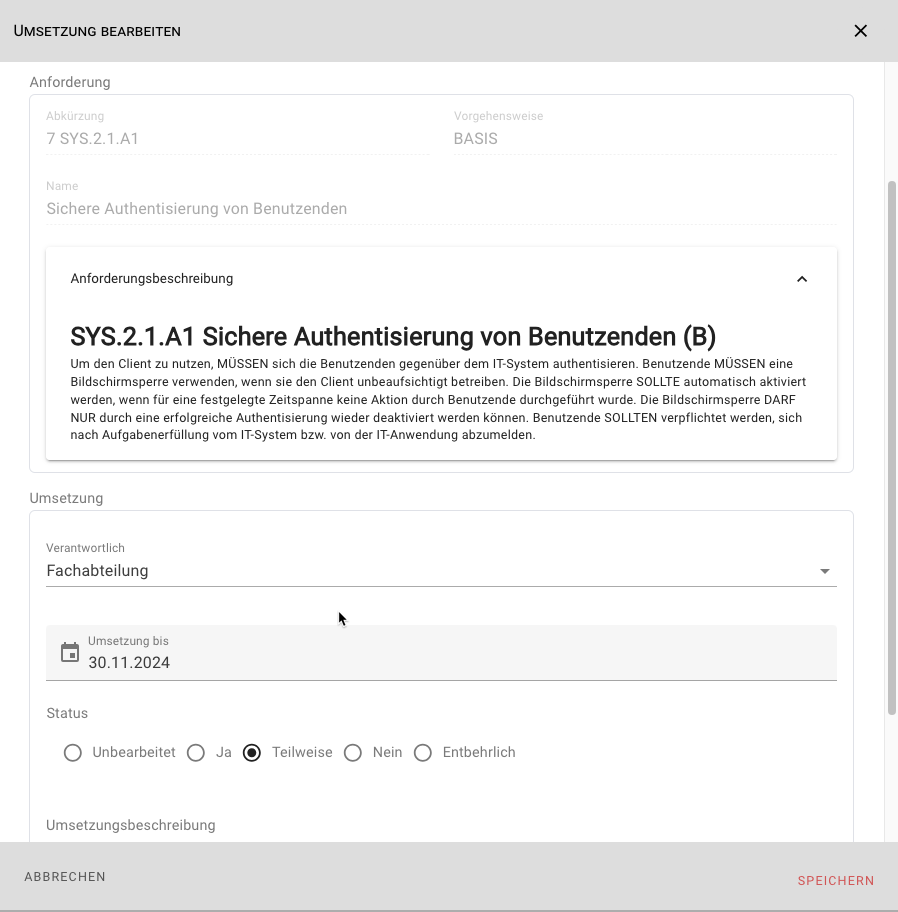 UMSETZUNG BEARBEITEN
Anforderung
Abkürzung
7 SYS.2.1.A1
Vorgehensweise
BASIS
Name
Sichere Authentisierung von Benutzenden
Anforderungsbeschreibung
SYS.2.1.A1 Sichere Authentisierung von Benutzenden (B)
Um den Client zu nutzen, MÜSSEN sich die Benutzenden gegenüber dem IT-System authentisieren. Benutzende MÜSSEN eine
Bildschirmsperre verwenden, wenn sie den Client unbeaufsichtigt betreiben. Die Bildschirmsperre SOLLTE automatisch aktiviert
werden, wenn für eine festgelegte Zeitspanne keine Aktion durch Benutzende durchgeführt wurde. Die Bildschirmsperre DARF
NUR durch eine erfolgreiche Authentisierung wieder deaktiviert werden können. Benutzende SOLLTEN verpflichtet werden, sich
nach Aufgabenerfüllung vom IT-System bzw. von der IT-Anwendung abzumelden.
Umsetzung
Verantwortlich
Fachabteilung
Umsetzung bis
30.11.2024
Status
Unbearbeitet Ja Teilweise Nein Entbehrlich
Umsetzungsbeschreibung
ABBRECHEN
SPEICHERN